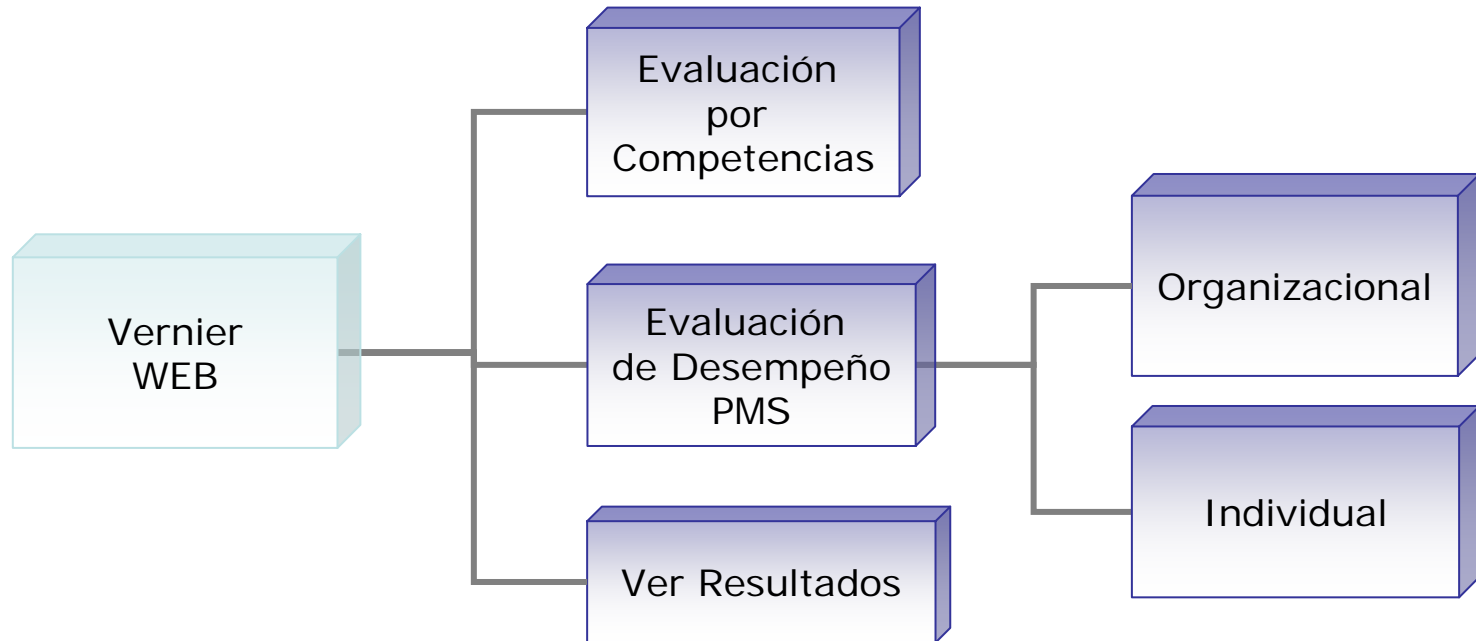 Vernier
WEB
Evaluación
por
Competencias
Evaluación
de Desempeño
PMS
Ver Resultados
Organizacional
Individual